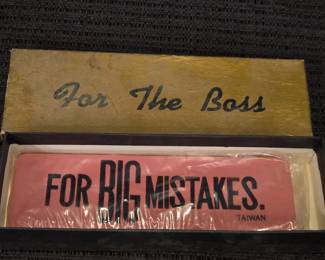 For The Boss
FOR BIG MISTAKES.
TAIWAN